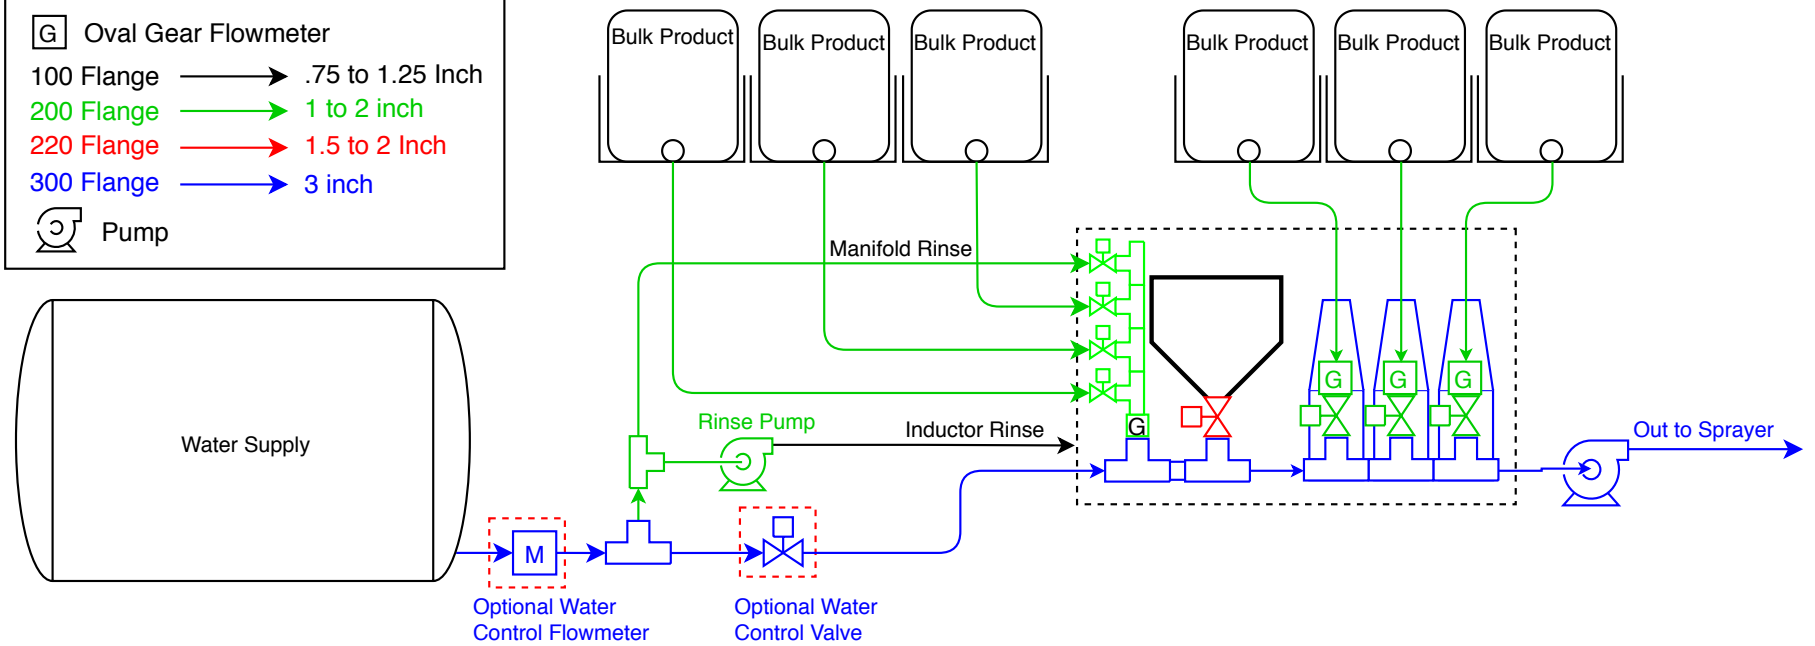 G Oval Gear Flowmeter
100 Flange .75 to 1.25 Inch
200 Flange 1 to 2 inch
220 Flange 1.5 to 2 Inch
300 Flange 3 inch
Pump
Bulk Product
Bulk Product
Bulk Product
Bulk Product
Bulk Product
Bulk Product
Manifold Rinse
G
G
G
G
Rinse Pump
Inductor Rinse
Out to Sprayer
Water Supply
M
Optional Water
Control Flowmeter
Optional Water
Control Valve